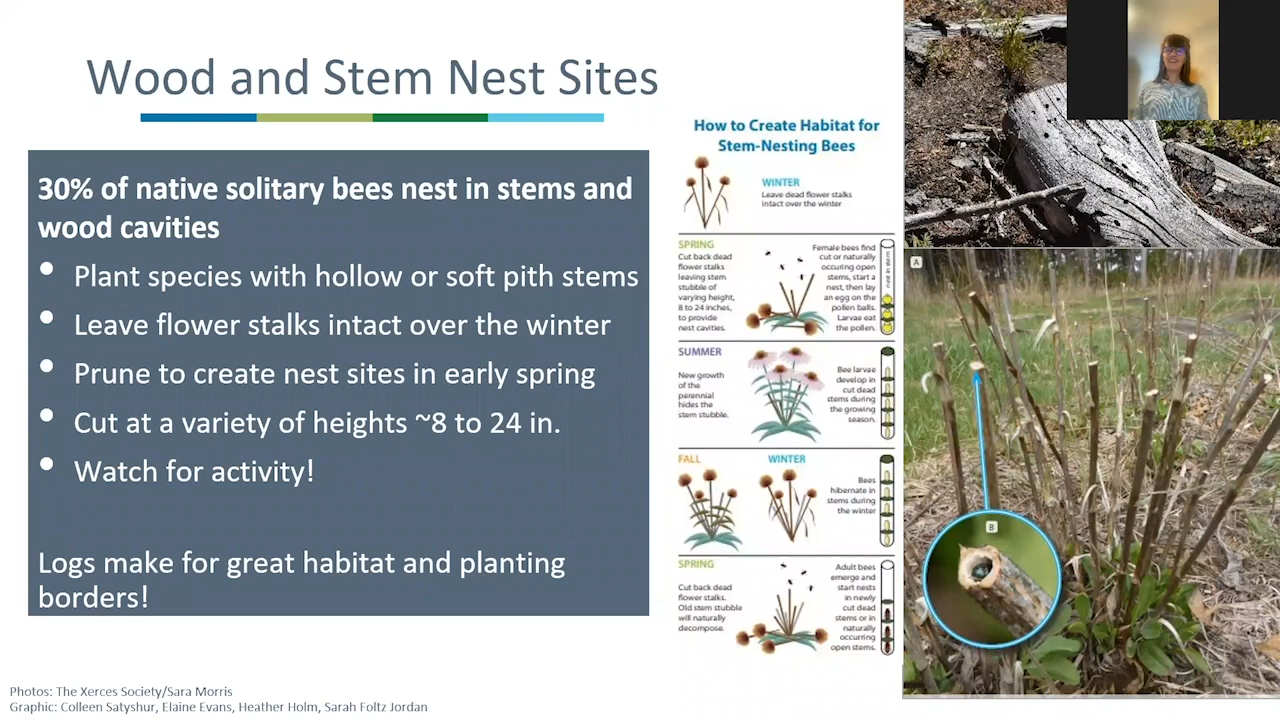 Wood and Stem Nest Sites
30% of native solitary bees nest in stems and
wood cavities
• Plant species with hollow or soft pith stems
• Leave flower stalks intact over the winter
• Prune to create nest sites in early spring
• Cut at a variety of heights ~8 to 24 in.
• Watch for activity!
Logs make for great habitat and planting
borders!
Photos: The Xerces Society/Sara Morris
Graphic: Colleen Satyshur, Elaine Evans, Heather Holm, Sarah Foltz Jordan
How to Create Habitat for
Stem-Nesting Bees
WINTER
Leave dead flower stalks
intact over the winter
SPRING
Cut back dead
flower stalks
leaving stem
stubble of
varying height,
8 to 24 inches,
to provide
nest cavities.
Female bees find
cut or naturally
occuring open
stems, start a
nest, then lay
an egg on the
pollen balls.
Larvae eat
the pollen.
nest in stem
SUMMER
New growth
of the
perennial
hides the
stem stubble.
Bee larvae
develop in
cut dead
stems during
the growing
season.
FALL
WINTER
Bees
hibernate in
stems during
the winter
SPRING
Cut back dead
flower stalks.
Old stem stubble
will naturally
decompose.
Adult bees
emerge and
start nests
in newly
cut dead
stems or in
naturally
occurring
open stems.
A
B